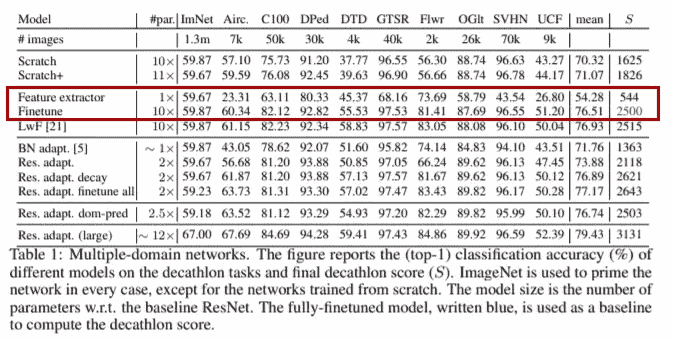 Model #par. ImNet Airc. C100 DPed DTD GTSR Flwr OGlt SVHN UCF mean S
# images 1.3m 7k 50k 30k 4k 40k 2k 26k 70k 9k
Scratch 10× 59.87 57.10 75.73 91.20 37.77 96.55 56.30 88.74 96.63 43.27 70.32 1625
Scratch+ 11× 59.67 59.59 76.08 92.45 39.63 96.90 56.66 88.74 96.78 44.17 71.07 1826
Feature extractor 1× 59.67 23.31 63.11 80.33 45.37 68.16 73.69 58.79 43.54 26.80 54.28 544
Finetune 10× 59.87 60.34 82.12 92.82 55.53 97.53 81.41 87.69 96.55 51.20 76.51 2500
LwF [21] 10× 59.87 61.15 82.23 92.34 58.83 97.57 83.05 88.08 96.10 50.04 76.93 2515
BN adapt. [5] ~ 1× 59.87 43.05 78.62 92.07 51.60 95.82 74.14 84.83 94.10 43.51 71.76 1363
Res. adapt. 2× 59.67 56.68 81.20 93.88 50.85 97.05 66.24 89.62 96.13 47.45 73.88 2118
Res. adapt. decay 2× 59.67 61.87 81.20 93.88 57.13 97.57 81.67 89.62 96.13 50.12 76.89 2621
Res. adapt. finetune all 2× 59.23 63.73 81.31 93.30 57.02 97.47 83.43 89.82 96.17 50.28 77.17 2643
Res. adapt. dom-pred 2.5× 59.18 63.52 81.12 93.29 54.93 97.20 82.29 89.82 95.99 50.10 76.74 2503
Res. adapt. (large) ~ 12× 67.00 67.69 84.69 94.28 59.41 97.43 84.86 89.92 96.59 52.39 79.43 3131
Table 1: Multiple-domain networks. The figure reports the (top-1) classification accuracy (%) of
different models on the decathlon tasks and final decathlon score (S). ImageNet is used to prime the
network in every case, except for the networks trained from scratch. The model size is the number of
parameters w.r.t. the baseline ResNet. The fully-finetuned model, written blue, is used as a baseline
to compute the decathlon score.